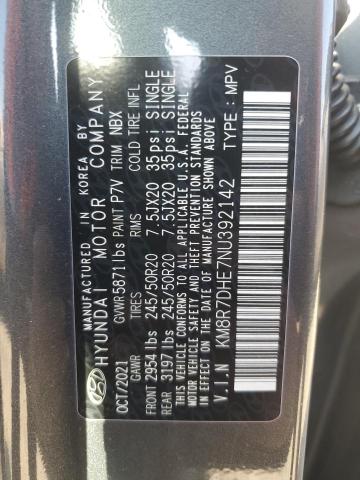 MANUFACTURED IN KOREA BY
HYUNDAI MOTOR COMPANY
OCT/2021 GVWR 5871 lbs PAINT P7V TRIM NBX
GAWR TIRES RIMS COLD TIRE INFL
FRONT 2954 lbs 245/50R20 7.5JX20 35psi SINGLE
REAR 3197 lbs 245/50R20 7.5JX20 35psi SINGLE
THIS VEHICLE CONFORMS TO ALL APPLICABLE U.S. FEDERAL
MOTOR VEHICLE SAFETY, BUMPER, AND THEFT PREVENTION
STANDARDS IN EFFECT ON THE DATE OF
MANUFACTURE SHOWN ABOVE.
V.I.N : KM8R7DHE7NU392142 TYPE : MPV